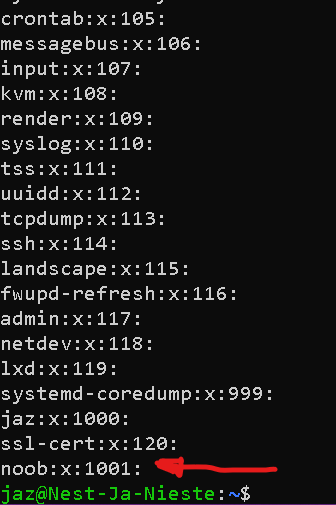 crontab:x:105:
messagebus:x:106:
input:x:107:
kvm:x:108:
render:x:109:
syslog:x:110:
tss:x:111:
uuidd:x:112:
tcpdump:x:113:
ssh:x:114:
landscape:x:115:
fwupd-refresh:x:116:
admin:x:117:
netdev:x:118:
lxd:x:119:
systemd-coredump:x:999:
jaz:x:1000:
ssl-cert:x:120:
noob:x:1001:
jaz@Nest-Ja-Nieste:~$